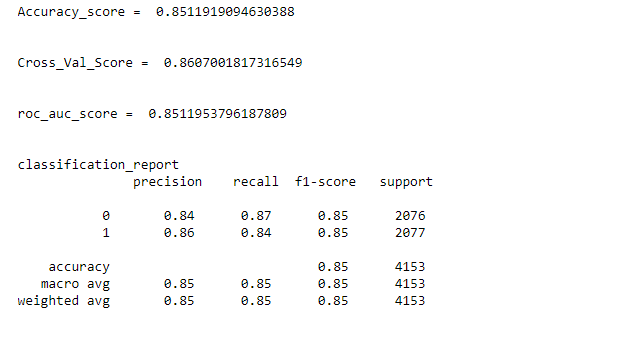 Accuracy_score =  0.8511919094630388
Cross_Val_Score =  0.8607001817316549
roc_auc_score =  0.8511953796187809
classification_report
               precision    recall  f1-score   support
           0       0.84      0.87      0.85      2076
           1       0.86      0.84      0.85      2077
    accuracy                           0.85      4153
   macro avg       0.85      0.85      0.85      4153
weighted avg       0.85      0.85      0.85      4153